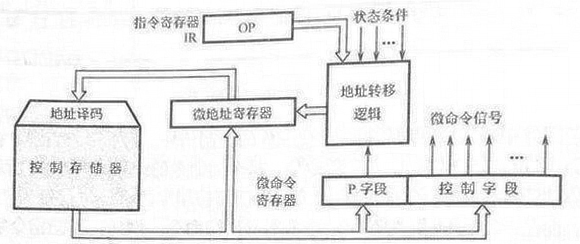 指令寄存器
IR
OP
状态条件
...
地址译码
控制存储器
微地址寄存器
地址转移
逻辑
微命令信号
...
微命令
寄存器
P字段
控制字段